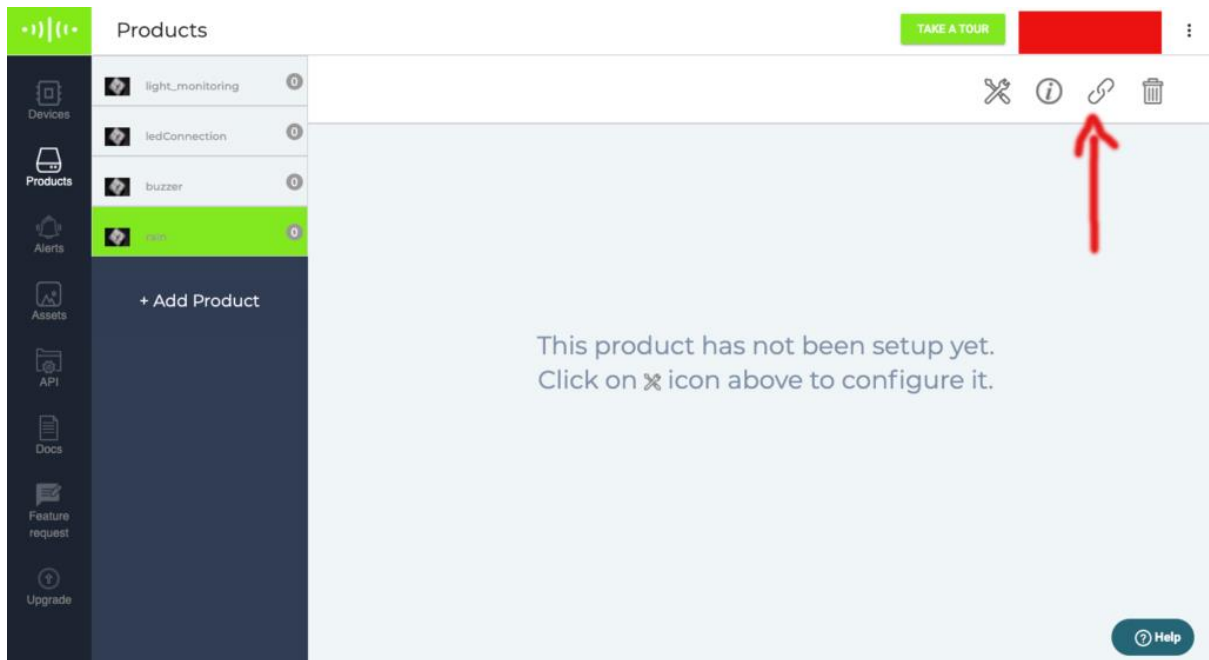 Products
TAKE A TOUR
Devices
Products
Alerts
Assets
API
Docs
Feature
request
Upgrade
light_monitoring 0
ledConnection 0
buzzer 0
rain 0
+ Add Product
This product has not been setup yet.
Click on icon above to configure it.
Help